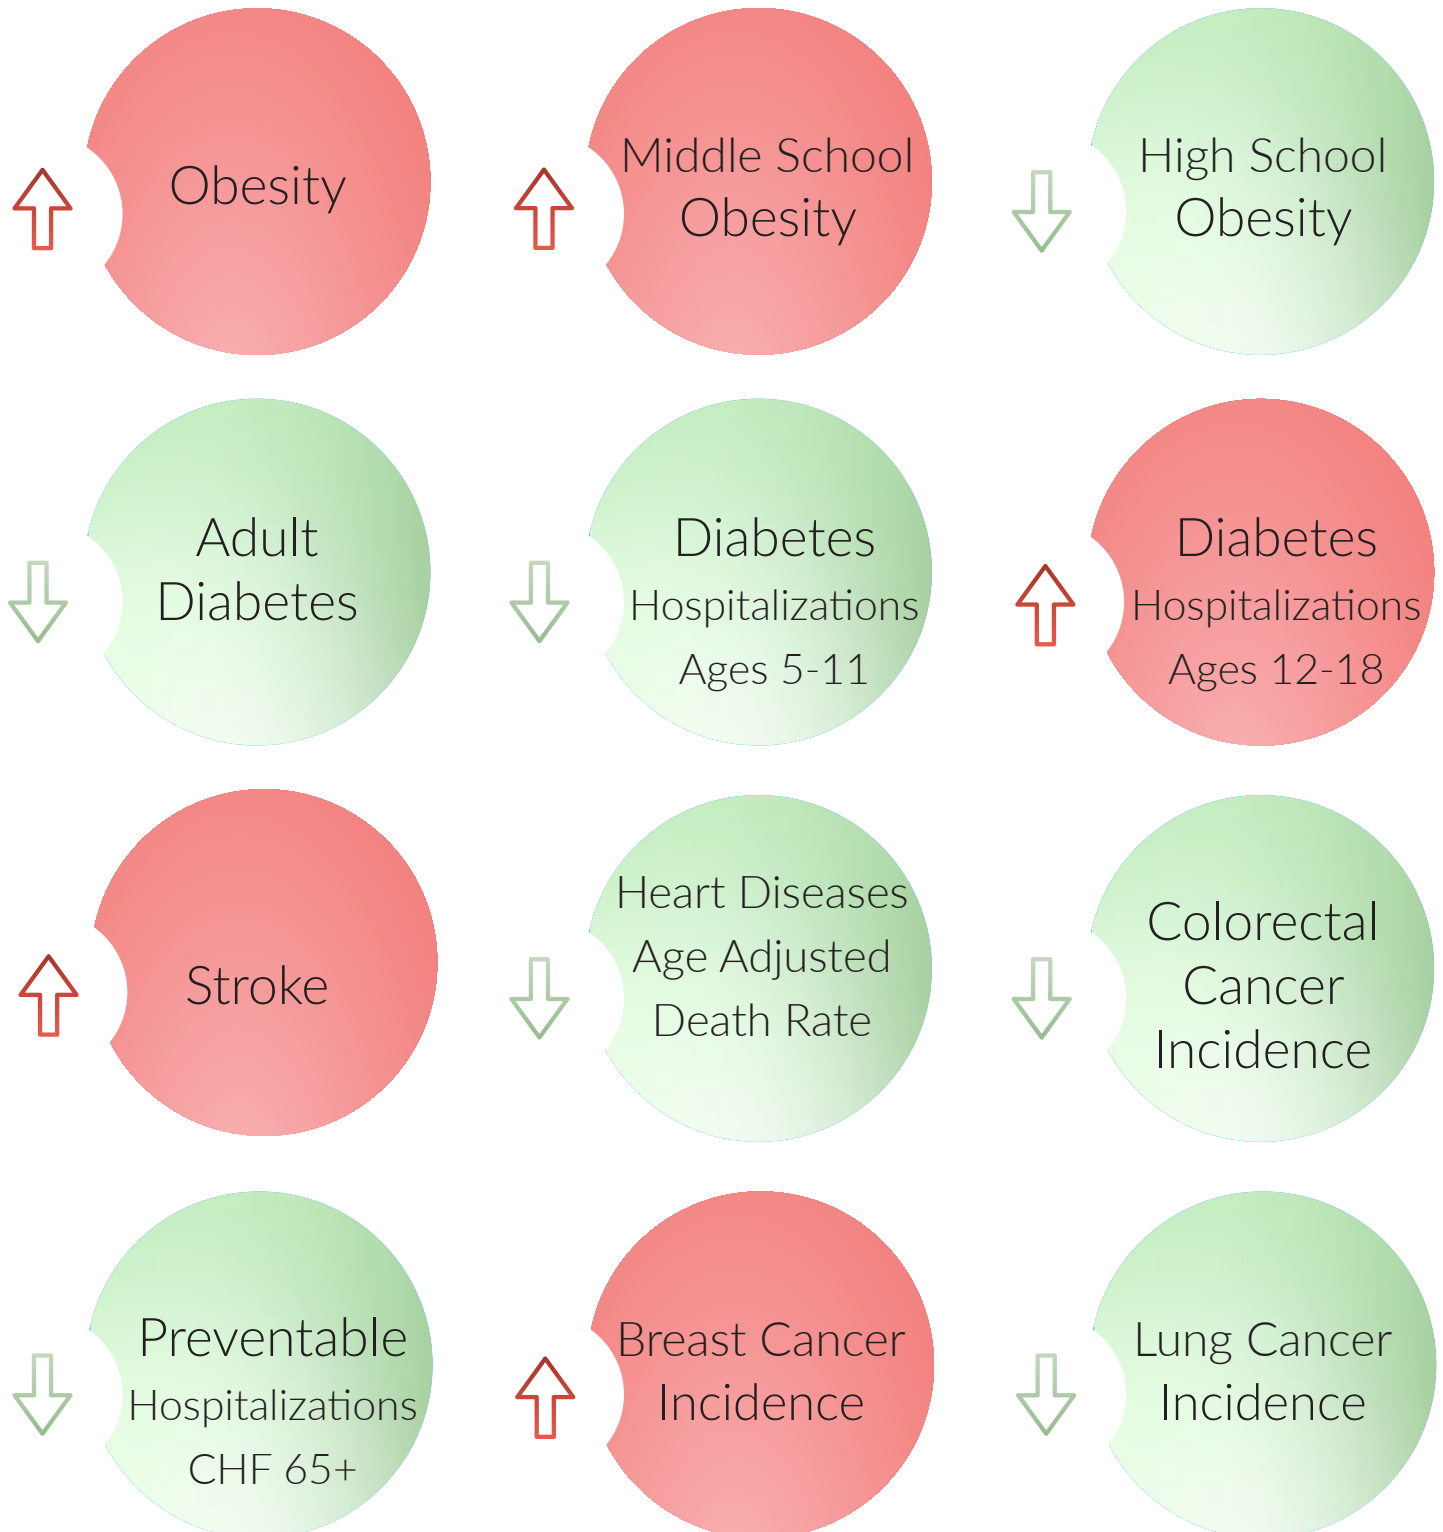 Obesity
Middle School
Obesity
High School
Obesity
Adult
Diabetes
Diabetes
Hospitalizations
Ages 5-11
Diabetes
Hospitalizations
Ages 12-18
Stroke
Heart Diseases
Age Adjusted
Death Rate
Colorectal
Cancer
Incidence
Preventable
Hospitalizations
CHF 65+
Breast Cancer
Incidence
Lung Cancer
Incidence